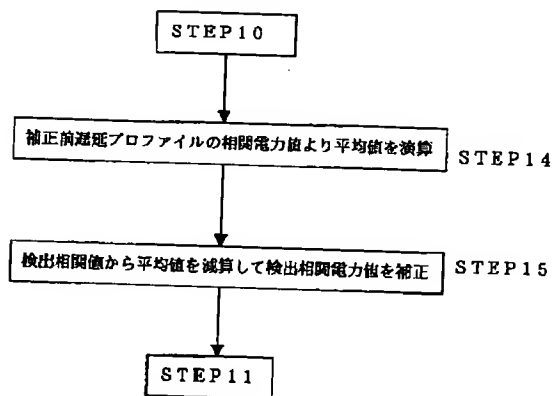 STEP10
補正前遅延プロファイルの相関電力値より平均値を演算
STEP14
検出相関値から平均値を減算して検出相関電力値を補正
STEP15
STEP11